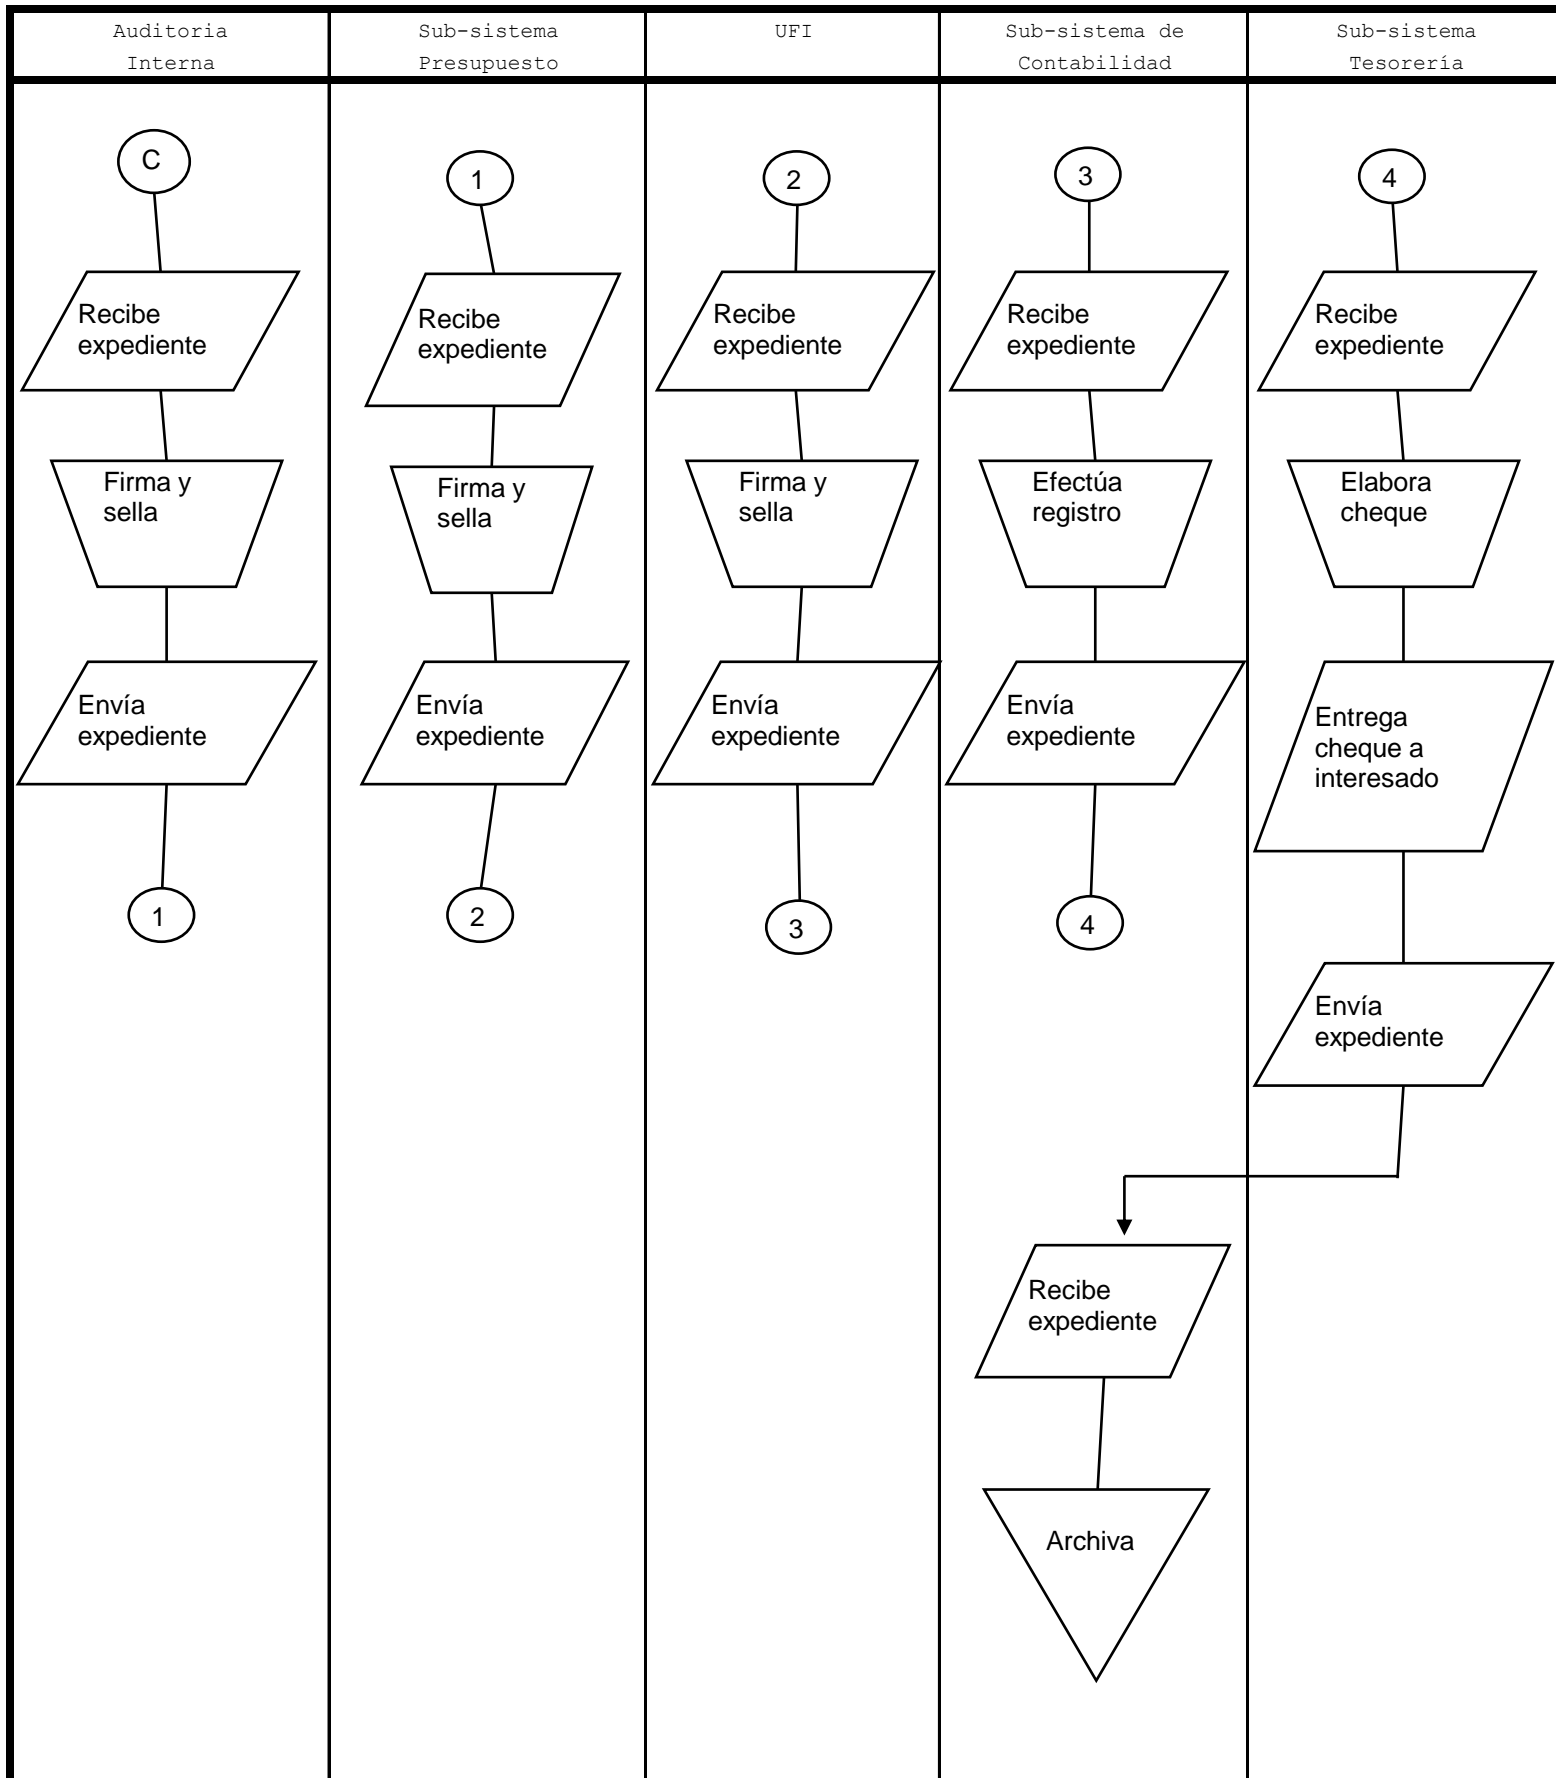 Auditoria
Interna
Sub-sistema
Presupuesto
UFI
Sub-sistema de
Contabilidad
Sub-sistema
Tesorería
C
Recibe
expediente
Firma y
sella
Envía
expediente
1
1
Recibe
expediente
Firma y
sella
Envía
expediente
2
2
Recibe
expediente
Firma y
sella
Envía
expediente
3
3
Recibe
expediente
Efectúa
registro
Envía
expediente
4
4
Recibe
expediente
Elabora
cheque
Entrega
cheque a
interesado
Envía
expediente
Recibe
expediente
Archiva